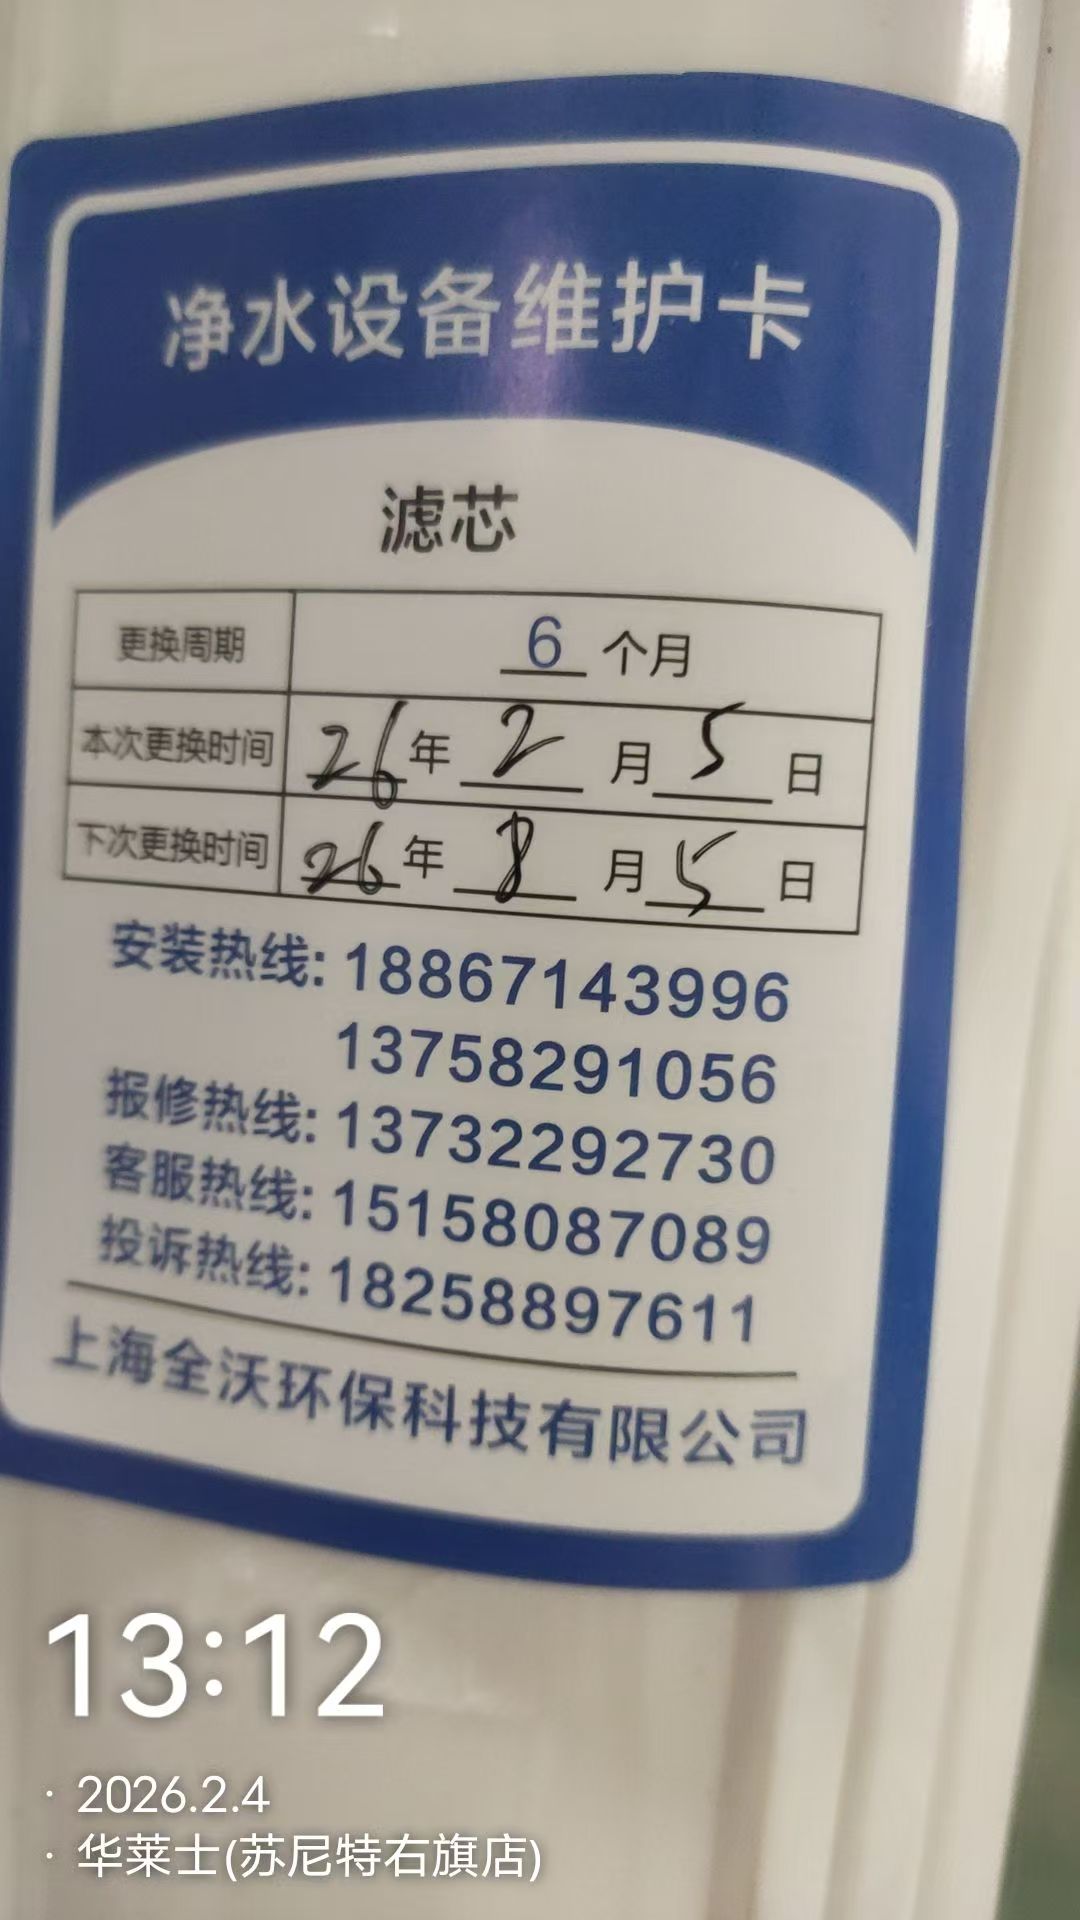 净水设备维护卡
滤芯
更换周期 6 个月
本次更换时间 26年 2 月 5 日
下次更换时间 26年 8 月 5 日
安装热线: 18867143996
13758291056
报修热线: 13732292730
客服热线: 15158087089
投诉热线: 18258897611
上海全沃环保科技有限公司
13:12
· 2026.2.4
· 华莱士(苏尼特右旗店)